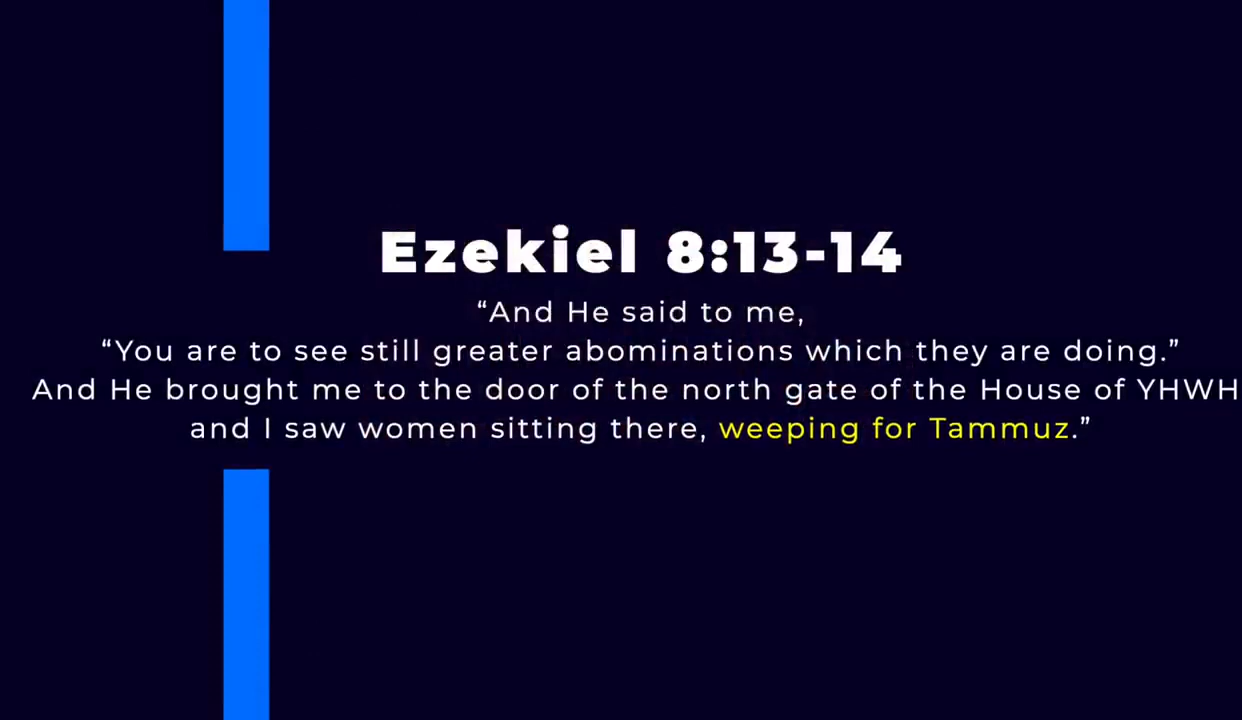 Ezekiel 8:13-14
“And He said to me,
“You are to see still greater abominations which they are doing.”
And He brought me to the door of the north gate of the House of YHWH
and I saw women sitting there, weeping for Tammuz.”